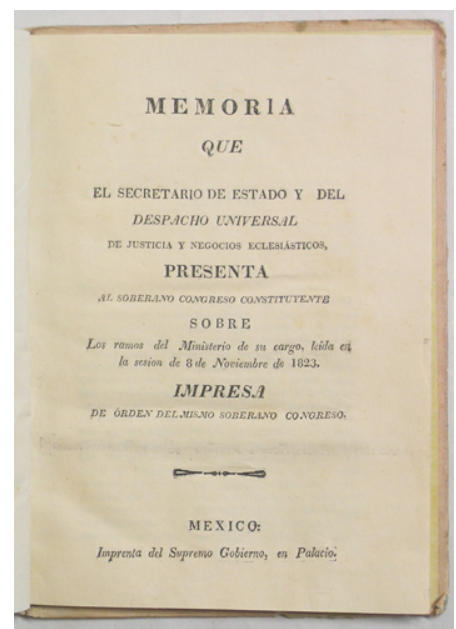 MEMORIA
QUE
EL SECRETARIO DE ESTADO Y DEL
DESPACHO UNIVERSAL
DE JUSTICIA Y NEGOCIOS ECLESIÁSTICOS,
PRESENTA
AL SOBERANO CONGRESO CONSTITUYENTE
SOBRE
Los ramos del Ministerio de su cargo, leida en
la sesion de 8 de Noviembre de 1823.
IMPRESA
DE ÓRDEN DEL MISMO SOBERANO CONGRESO.
MEXICO:
Imprenta del Supremo Gobierno, en Palacio.